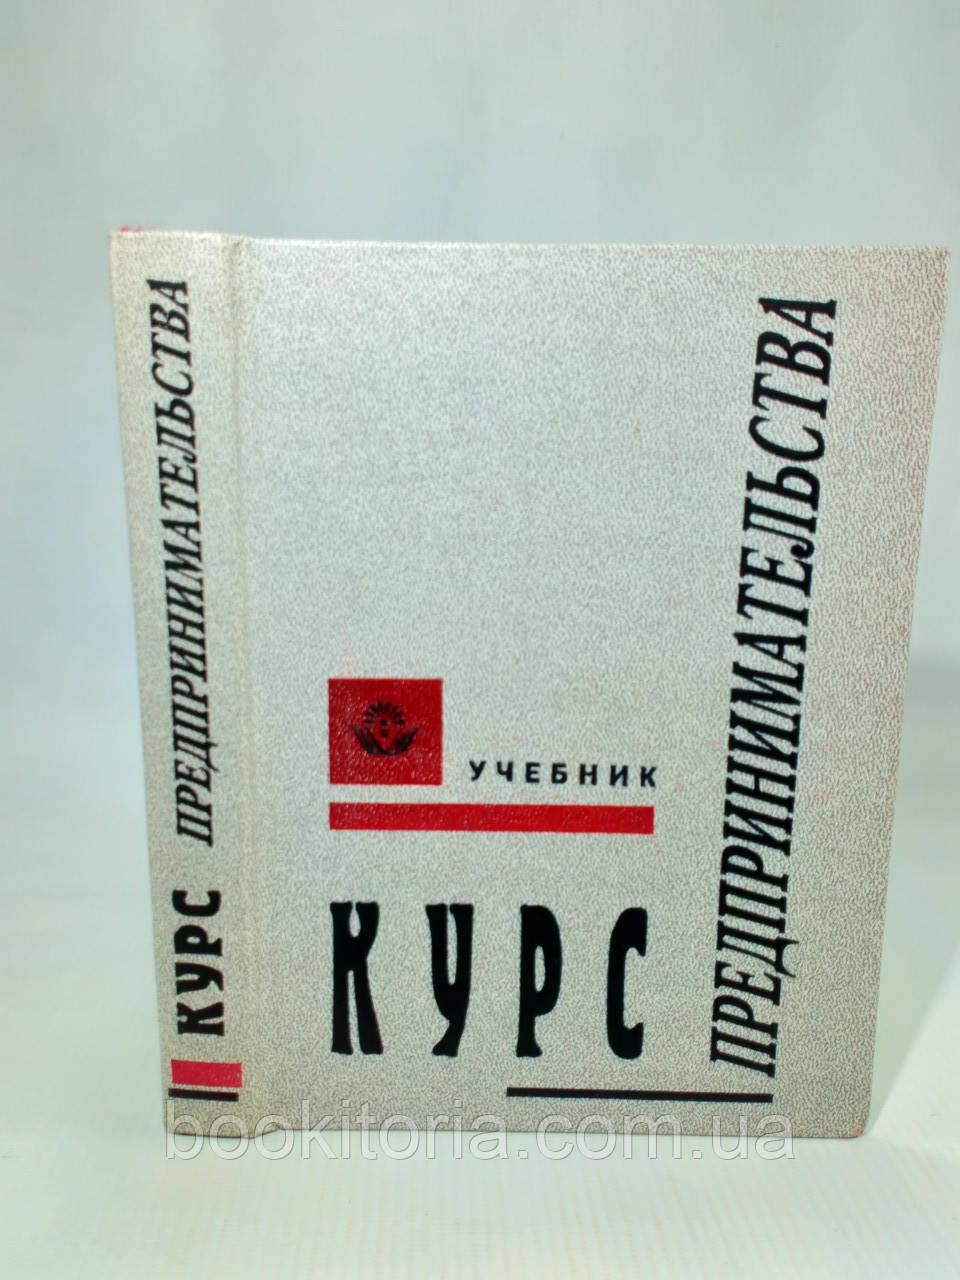 КУРС ПРЕДПРИНИМАТЕЛЬСТВА
УЧЕБНИК
КУРС
ПРЕДПРИНИМАТЕЛЬСТВА
bookitoria.com.ua